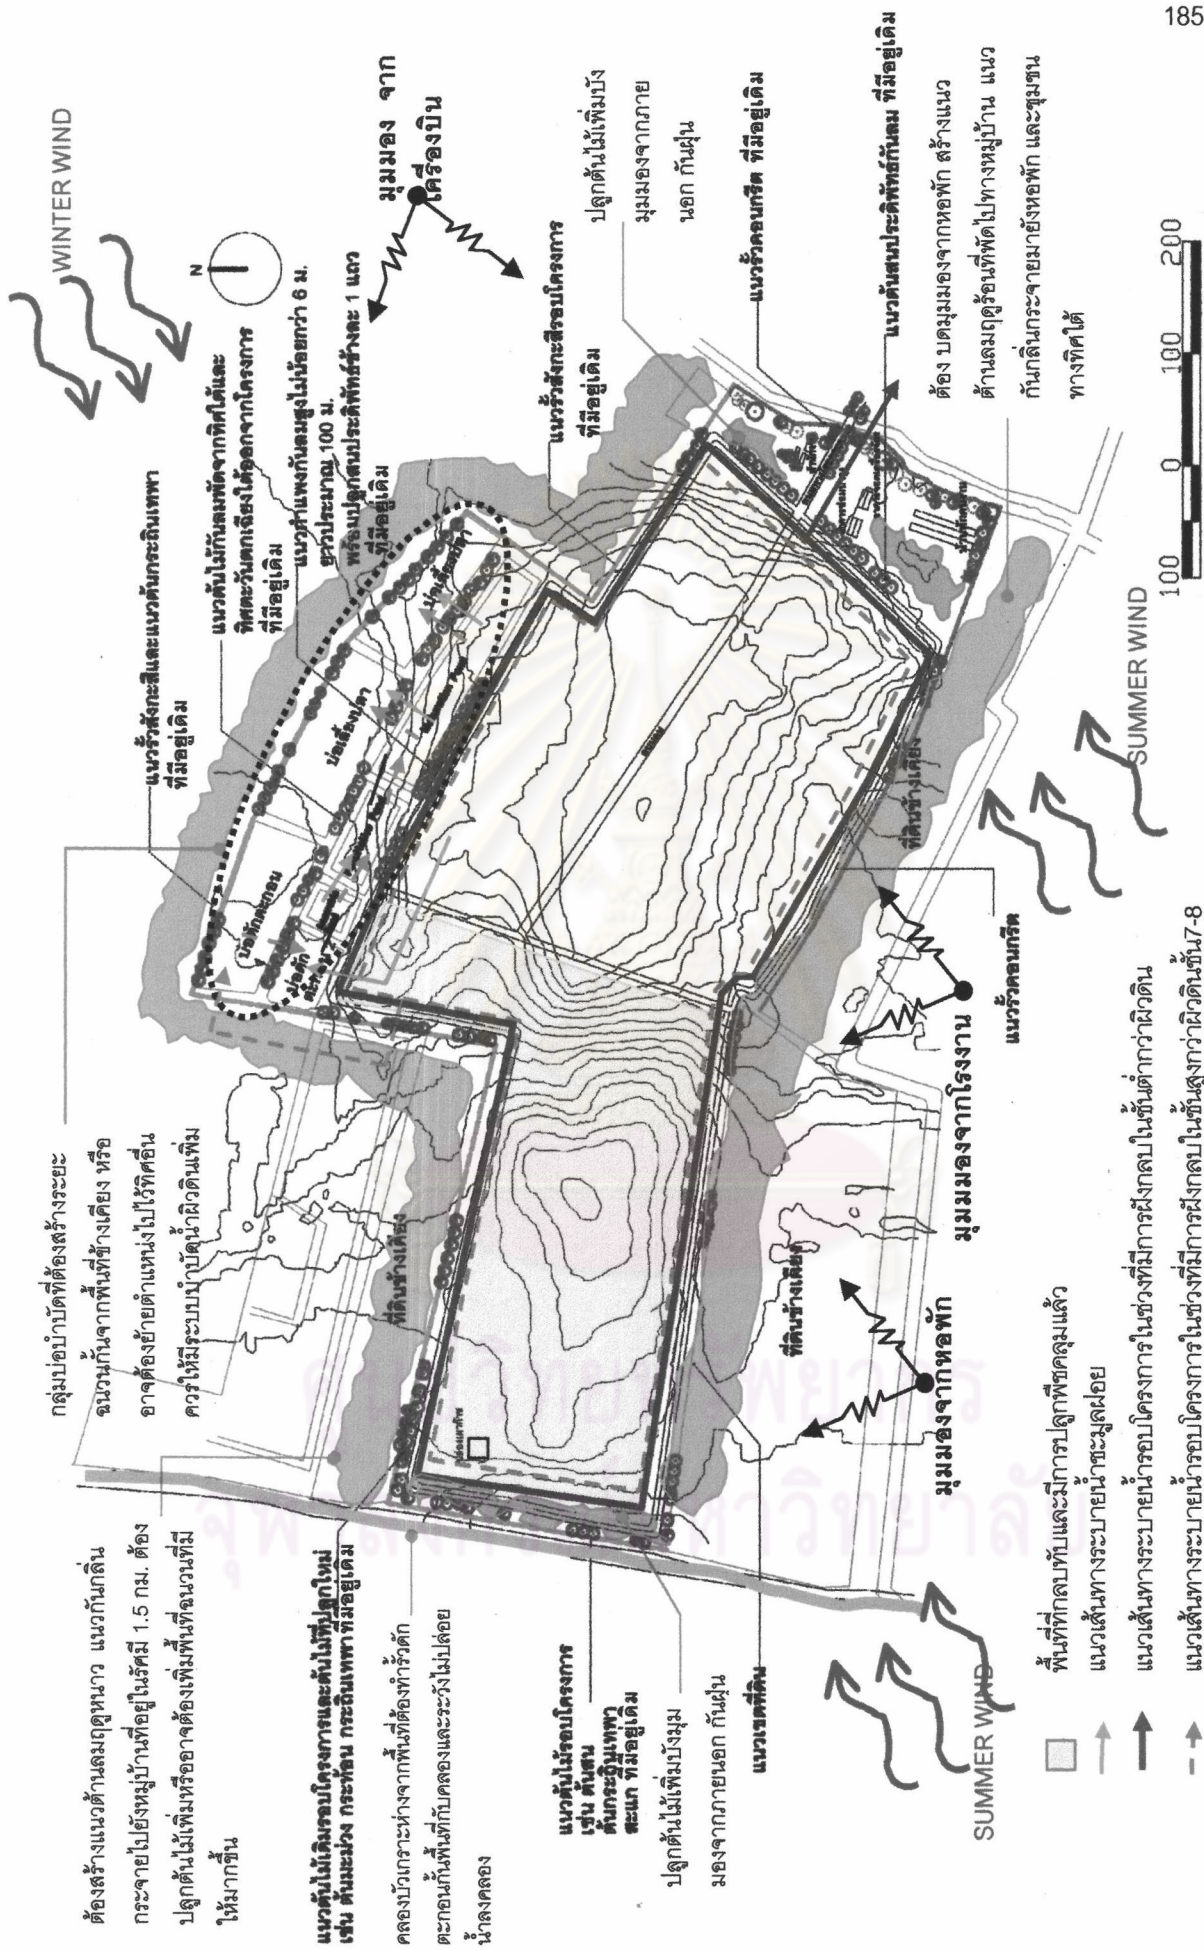 185
ต้องสร้างแนวต้านลมฤดูหนาว แนวกันกลิ่น
กระจายไปยังหมู่บ้านที่อยู่ในรัศมี 1.5 กม. ต้อง
ปลูกต้นไม้เพิ่มหรืออาจต้องเพิ่มพื้นที่ฉนวนที่มี
ให้มากขึ้น
กลุ่มบ่อบำบัดที่ต้องสร้างระยะ
ฉนวนกันจากพื้นที่ข้างเคียง หรือ
อาจต้องย้ายตำแหน่งไปไว้ทิศอื่น
ควรให้มีระบบบำบัดน้ำผิวดินเพิ่ม
แนวรั้วสังกะสีและแนวต้นกระถินเทพา
ที่มีอยู่เดิม
แนวต้นไม้กันลมพัดจากทิศใต้และ
ทิศตะวันตกเฉียงใต้ออกจากโครงการ
ที่มีอยู่เดิม
แนวกำแพงกันลมสูงไม่น้อยกว่า 6 ม.
ยาวประมาณ 100 ม.
พร้อมปลูกสนประดิพัทธ์ข้างละ 1 แถว
ที่มีอยู่เดิม
WINTER WIND
N
มุมมอง จาก
เครื่องบิน
แนวรั้วสังกะสีรอบโครงการ
ที่มีอยู่เดิม
ปลูกต้นไม้เพิ่มบัง
มุมมองจากภาย
นอก กันฝุ่น
แนวรั้วคอนกรีต ที่มีอยู่เดิม
แนวต้นสนประดิพัทธ์กันลม ที่มีอยู่เดิม
ต้อง บดมุมมองจากหอพัก สร้างแนว
ต้านลมฤดูร้อนที่พัดไปทางหมู่บ้าน แนว
กันกลิ่นกระจายมายังหอพัก และชุมชน
ทางทิศใต้
บ่อพักตะกอน
บ่อดัก
บ่อเลี้ยงปลา
ที่ดินข้างเคียง
ที่ดินข้างเคียง
ที่ดินข้างเคียง
แนวต้นไม้เดิมรอบโครงการและต้นไม้ที่ปลูกใหม่
เช่น ต้นมะม่วง กระท้อน กระถินเทพาที่มีอยู่เดิม
คลองบัวเกราะห่างจากพื้นที่ต้องทำรั้วดัก
ตะกอนกั้นพื้นที่กับคลองและระวังไม่ปล่อย
น้ำลงคลอง
แนวต้นไม้รอบโครงการ
เช่น ต้นสน
ต้นกระถินเทพา
สะแก ที่มีอยู่เดิม
ปลูกต้นไม้เพิ่มบังมุม
มองจากภายนอก กันฝุ่น
แนวเขตที่ดิน
มุมมองจากหอพัก
มุมมองจากโรงงาน
แนวรั้วคอนกรีต
SUMMER WIND
SUMMER WIND
100 0 100 200
พื้นที่ที่กลบทับและมีการปลูกพืชคลุมแล้ว
แนวเส้นทางระบายน้ำชะมูลฝอย
แนวเส้นทางระบายน้ำรอบโครงการในช่วงที่มีการฝังกลบในชั้นต่ำกว่าผิวดิน
แนวเส้นทางระบายน้ำรอบโครงการในช่วงที่มีการฝังกลบในชั้นสูงกว่าผิวดินชั้น7-8